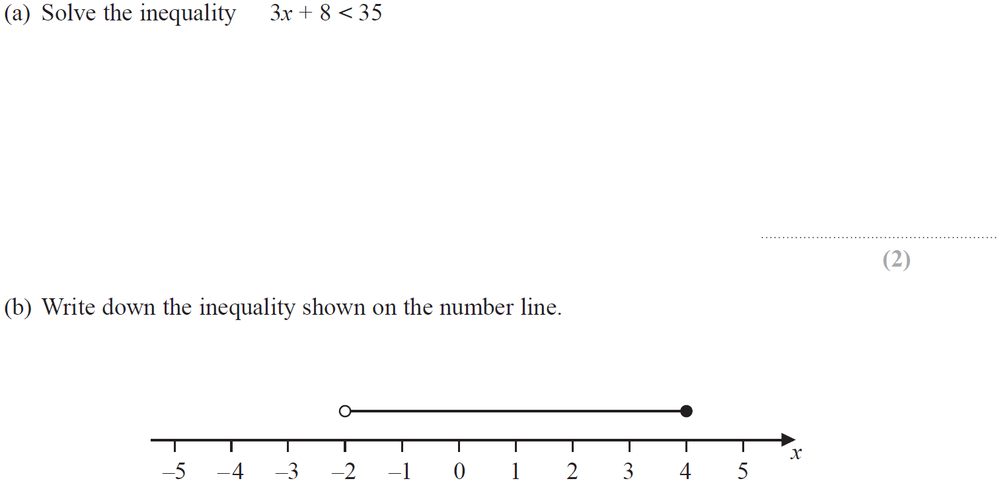 (a) Solve the inequality 3x + 8 < 35
(2)
(b) Write down the inequality shown on the number line.
x
–5 –4 –3 –2 –1 0 1 2 3 4 5